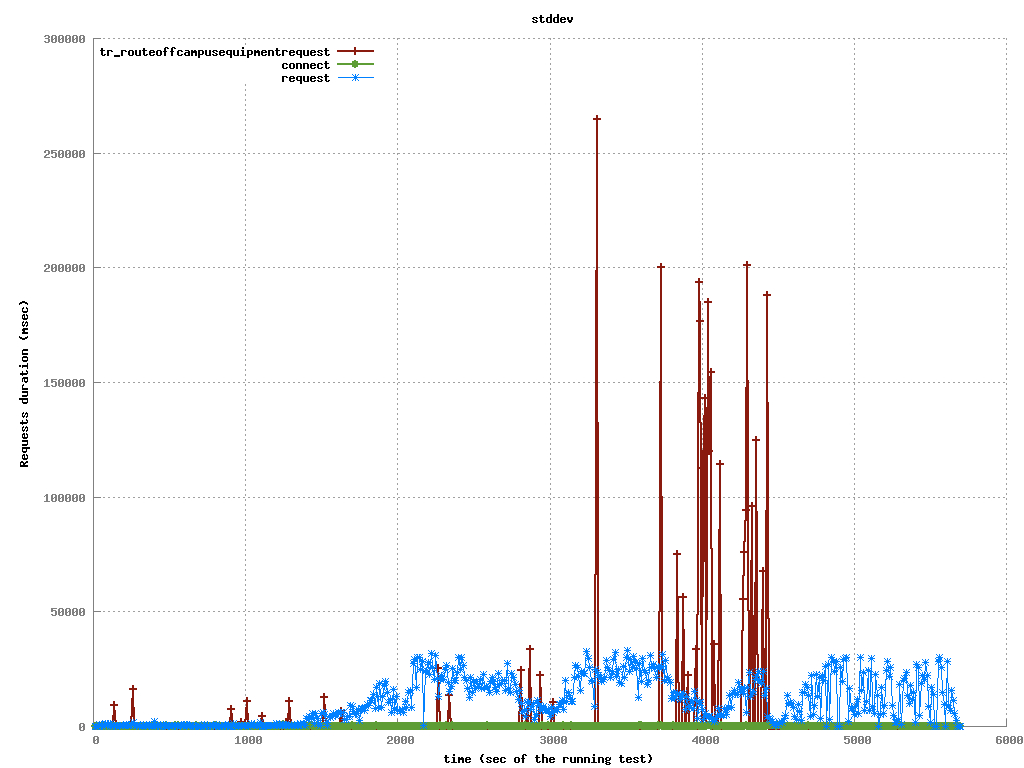 stddev
300000
tr_routeoffcampusequipmentrequest
connect
request
250000
200000
150000
100000
50000
0
Requests duration (msec)
0 1000 2000 3000 4000 5000 6000
time (sec of the running test)